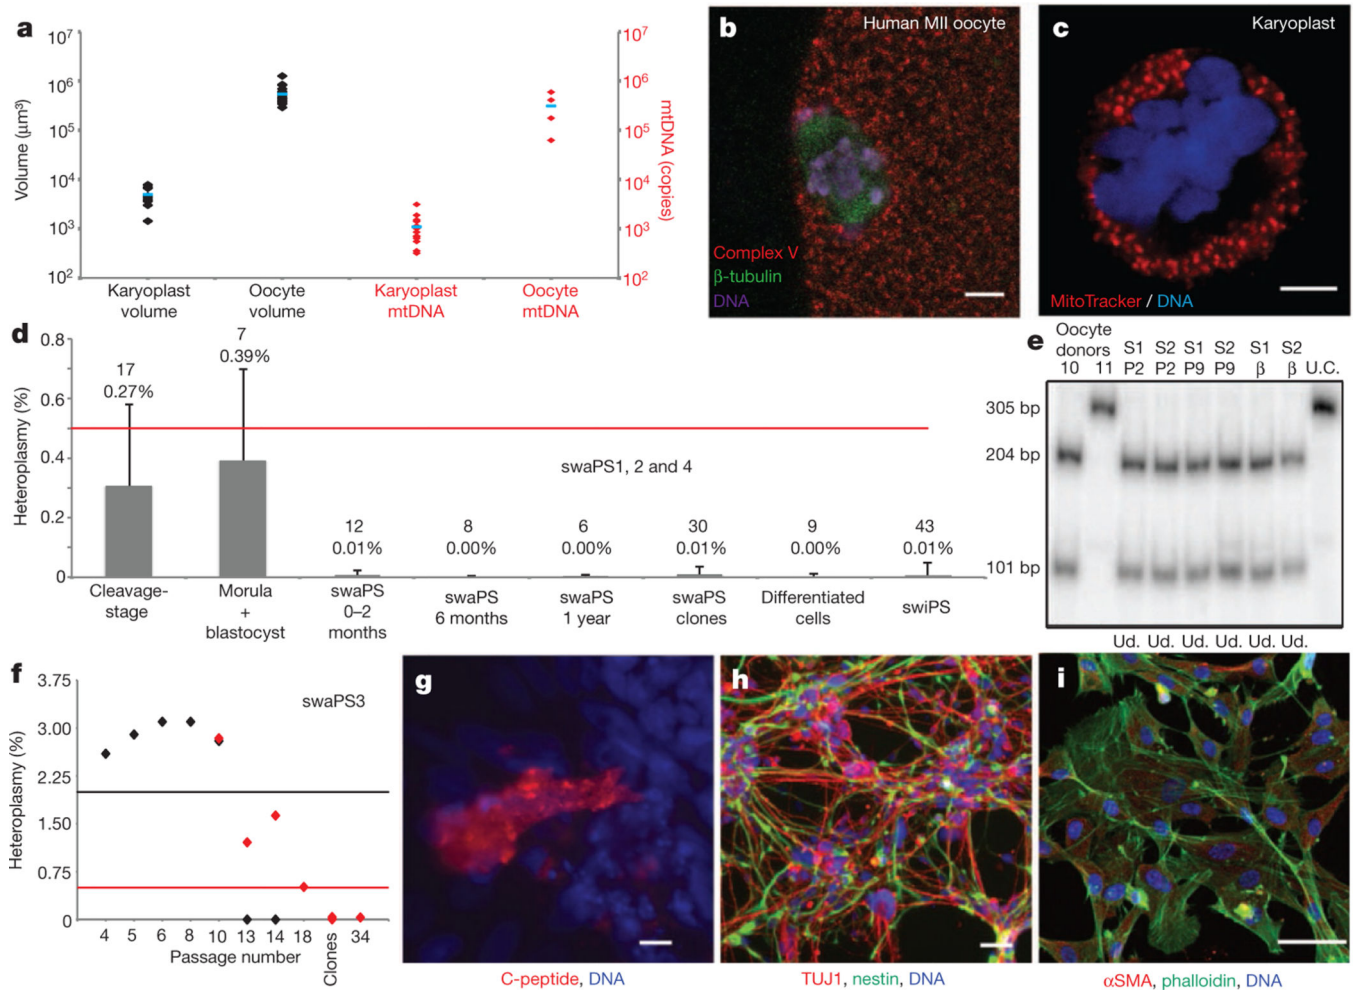 a
10⁷
10⁶
10⁵
10⁴
10³
10²
Volume (µm³)
10⁷
10⁶
10⁵
10⁴
10³
10²
mtDNA (copies)
Karyoplast volume
Oocyte volume
Karyoplast mtDNA
Oocyte mtDNA
b
Human MII oocyte
Complex V
β-tubulin
DNA
c
Karyoplast
MitoTracker / DNA
d
Heteroplasmy (%)
0.8
0.6
0.4
0.2
0
17
0.27%
7
0.39%
swaPS1, 2 and 4
12
0.01%
8
0.00%
6
0.00%
30
0.01%
9
0.00%
43
0.01%
Cleavage-
stage
Morula
+
blastocyst
swaPS
0–2
months
swaPS
6 months
swaPS
1 year
swaPS
clones
Differentiated
cells
swiPS
e
Oocyte
donors
10 11
S1
P2
S2
P2
S1
P9
S2
P9
S1
β
S2
β
U.C.
305 bp
204 bp
101 bp
Ud. Ud. Ud. Ud. Ud. Ud.
f
swaPS3
Heteroplasmy (%)
3.75
3.00
2.25
1.50
0.75
0
4 5 6 8 10 13 14 18 Clones 34
Passage number
g
C-peptide, DNA
h
TUJ1, nestin, DNA
i
αSMA, phalloidin, DNA